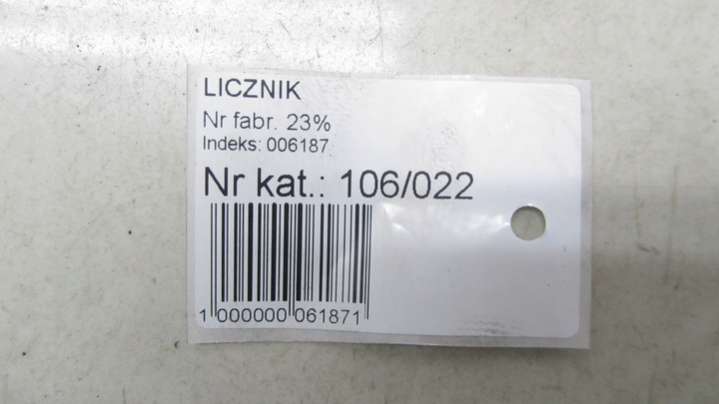 LICZNIK
Nr fabr. 23%
Indeks: 006187
Nr kat.: 106/022
1 000000 061871